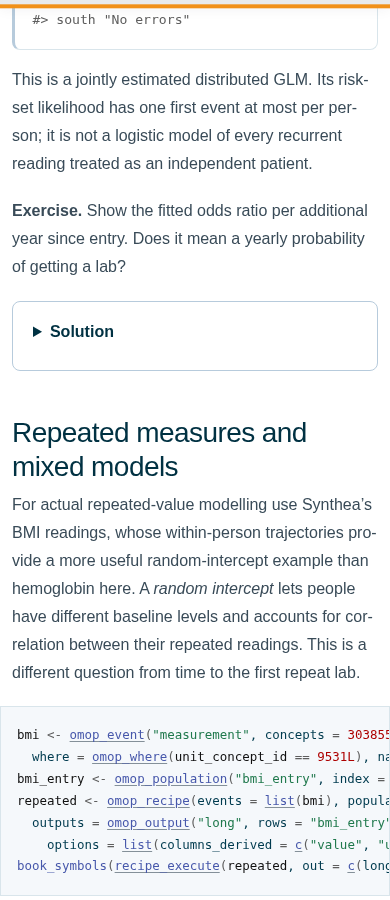 #> south "No errors"
This is a jointly estimated distributed GLM. Its risk-
set likelihood has one first event at most per per-
son; it is not a logistic model of every recurrent
reading treated as an independent patient.
Exercise. Show the fitted odds ratio per additional
year since entry. Does it mean a yearly probability
of getting a lab?
Solution
Repeated measures and
mixed models
For actual repeated-value modelling use Synthea’s
BMI readings, whose within-person trajectories pro-
vide a more useful random-intercept example than
hemoglobin here. A random intercept lets people
have different baseline levels and accounts for cor-
relation between their repeated readings. This is a
different question from time to the first repeat lab.
bmi <- omop_event("measurement", concepts = 303855
where = omop_where(unit_concept_id == 9531L), na
bmi_entry <- omop_population("bmi_entry", index =
repeated <- omop_recipe(events = list(bmi), popula
outputs = omop_output("long", rows = "bmi_entry"
options = list(columns_derived = c("value", "u
book_symbols(recipe_execute(repeated, out = c(long